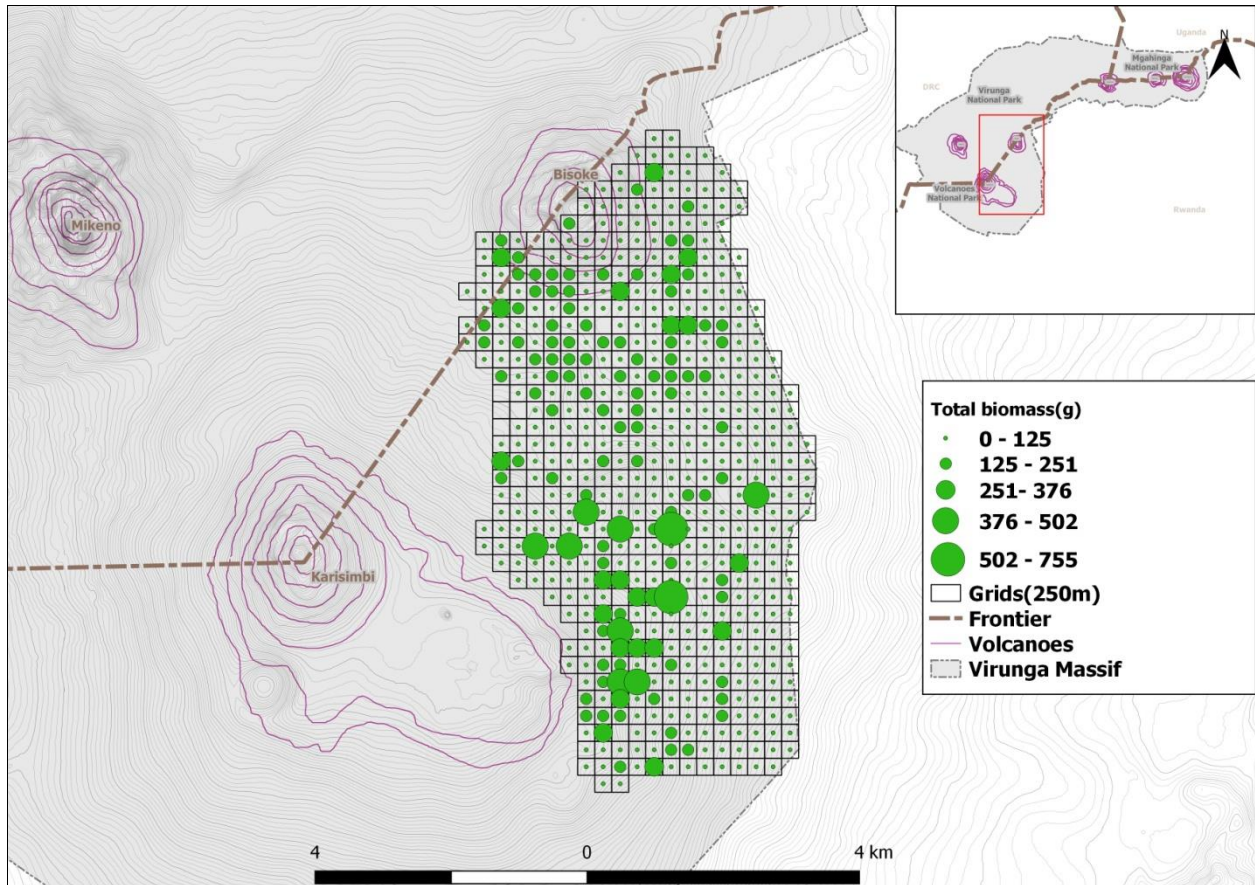 Uganda
N
Mgahinga
National Park
DRC
Virunga
National Park
Volcanoes
National Park
Rwanda
Bisoke
Mikeno
Karisimbi
Total biomass(g)
0 - 125
125 - 251
251- 376
376 - 502
502 - 755
Grids(250m)
Frontier
Volcanoes
Virunga Massif
4 0 4 km